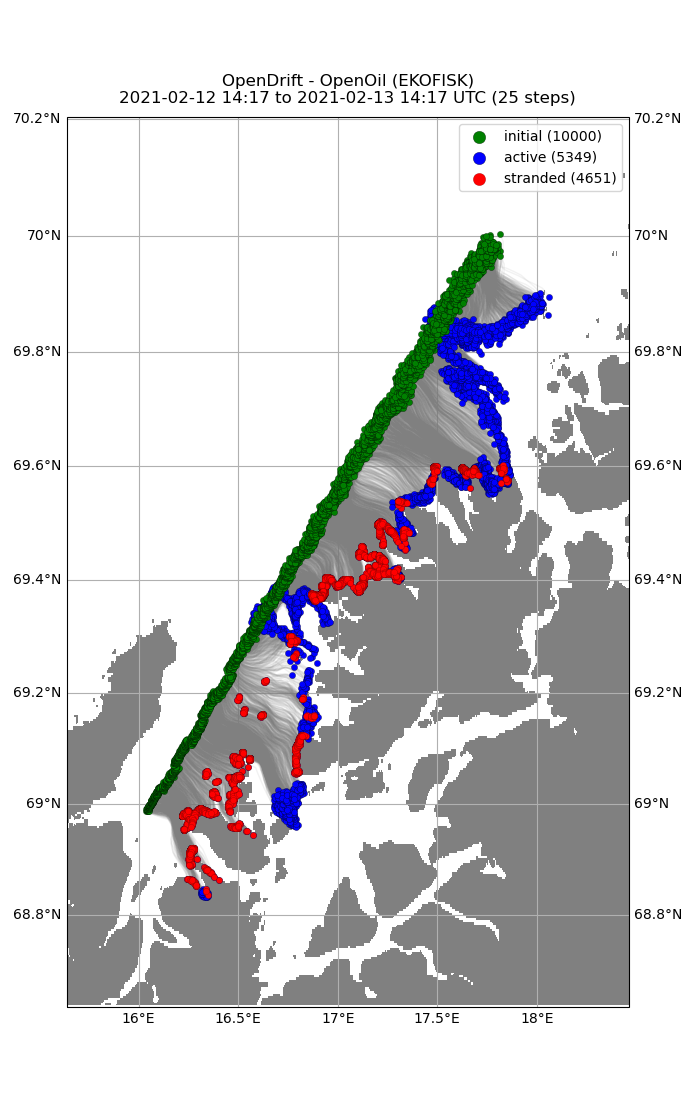 OpenDrift - OpenOil (EKOFISK)
2021-02-12 14:17 to 2021-02-13 14:17 UTC (25 steps)
70.2°N 70.2°N
initial (10000)
active (5349)
stranded (4651)
70°N 70°N
69.8°N 69.8°N
69.6°N 69.6°N
69.4°N 69.4°N
69.2°N 69.2°N
69°N 69°N
68.8°N 68.8°N
16°E 16.5°E 17°E 17.5°E 18°E